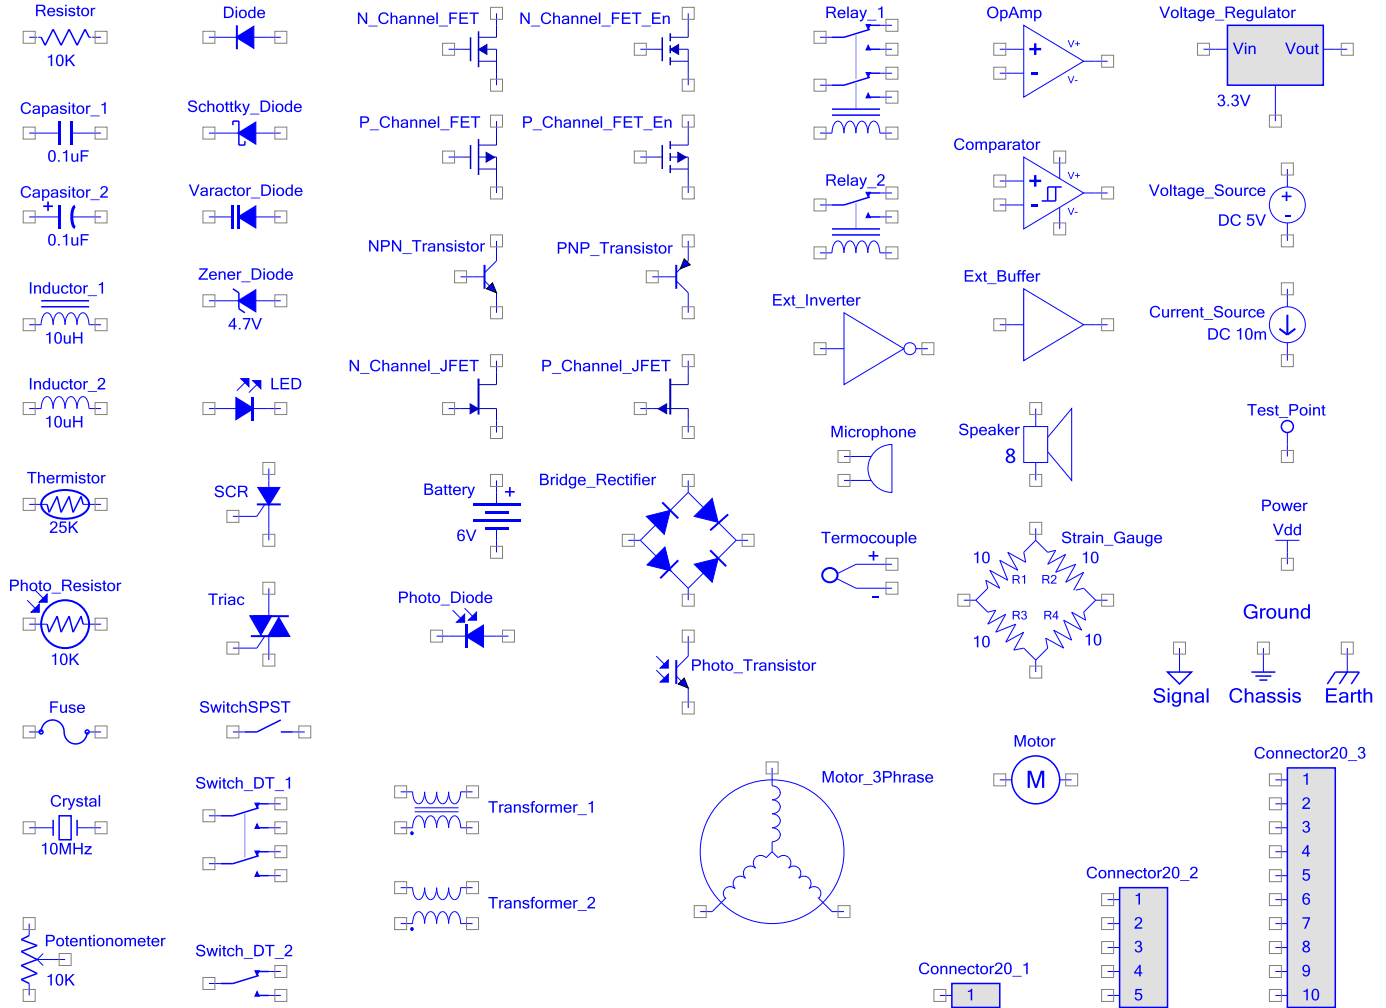 Resistor
10K
Capasitor_1
0.1uF
Capasitor_2
+
0.1uF
Inductor_1
10uH
Inductor_2
10uH
Thermistor
25K
Photo_Resistor
10K
Fuse
Crystal
10MHz
Potentionometer
10K
Diode
Schottky_Diode
Varactor_Diode
Zener_Diode
4.7V
LED
SCR
Triac
SwitchSPST
Switch_DT_1
Switch_DT_2
N_Channel_FET
P_Channel_FET
NPN_Transistor
N_Channel_JFET
Battery
+
6V
Photo_Diode
Transformer_1
Transformer_2
N_Channel_FET_En
P_Channel_FET_En
PNP_Transistor
P_Channel_JFET
Bridge_Rectifier
Photo_Transistor
Motor_3Phrase
Relay_1
Relay_2
Ext_Inverter
Microphone
Termocouple
+
-
OpAmp
+
-
V+
V-
Comparator
+
-
V+
V-
Ext_Buffer
Speaker
8
Strain_Gauge
10
10
R1 R2
R3 R4
10
10
Motor
M
Connector20_1
1
Connector20_2
1
2
3
4
5
Voltage_Regulator
Vin Vout
3.3V
Voltage_Source
+
-
DC 5V
Current_Source
DC 10m
Test_Point
Power
Vdd
Ground
Signal Chassis Earth
Connector20_3
1
2
3
4
5
6
7
8
9
10